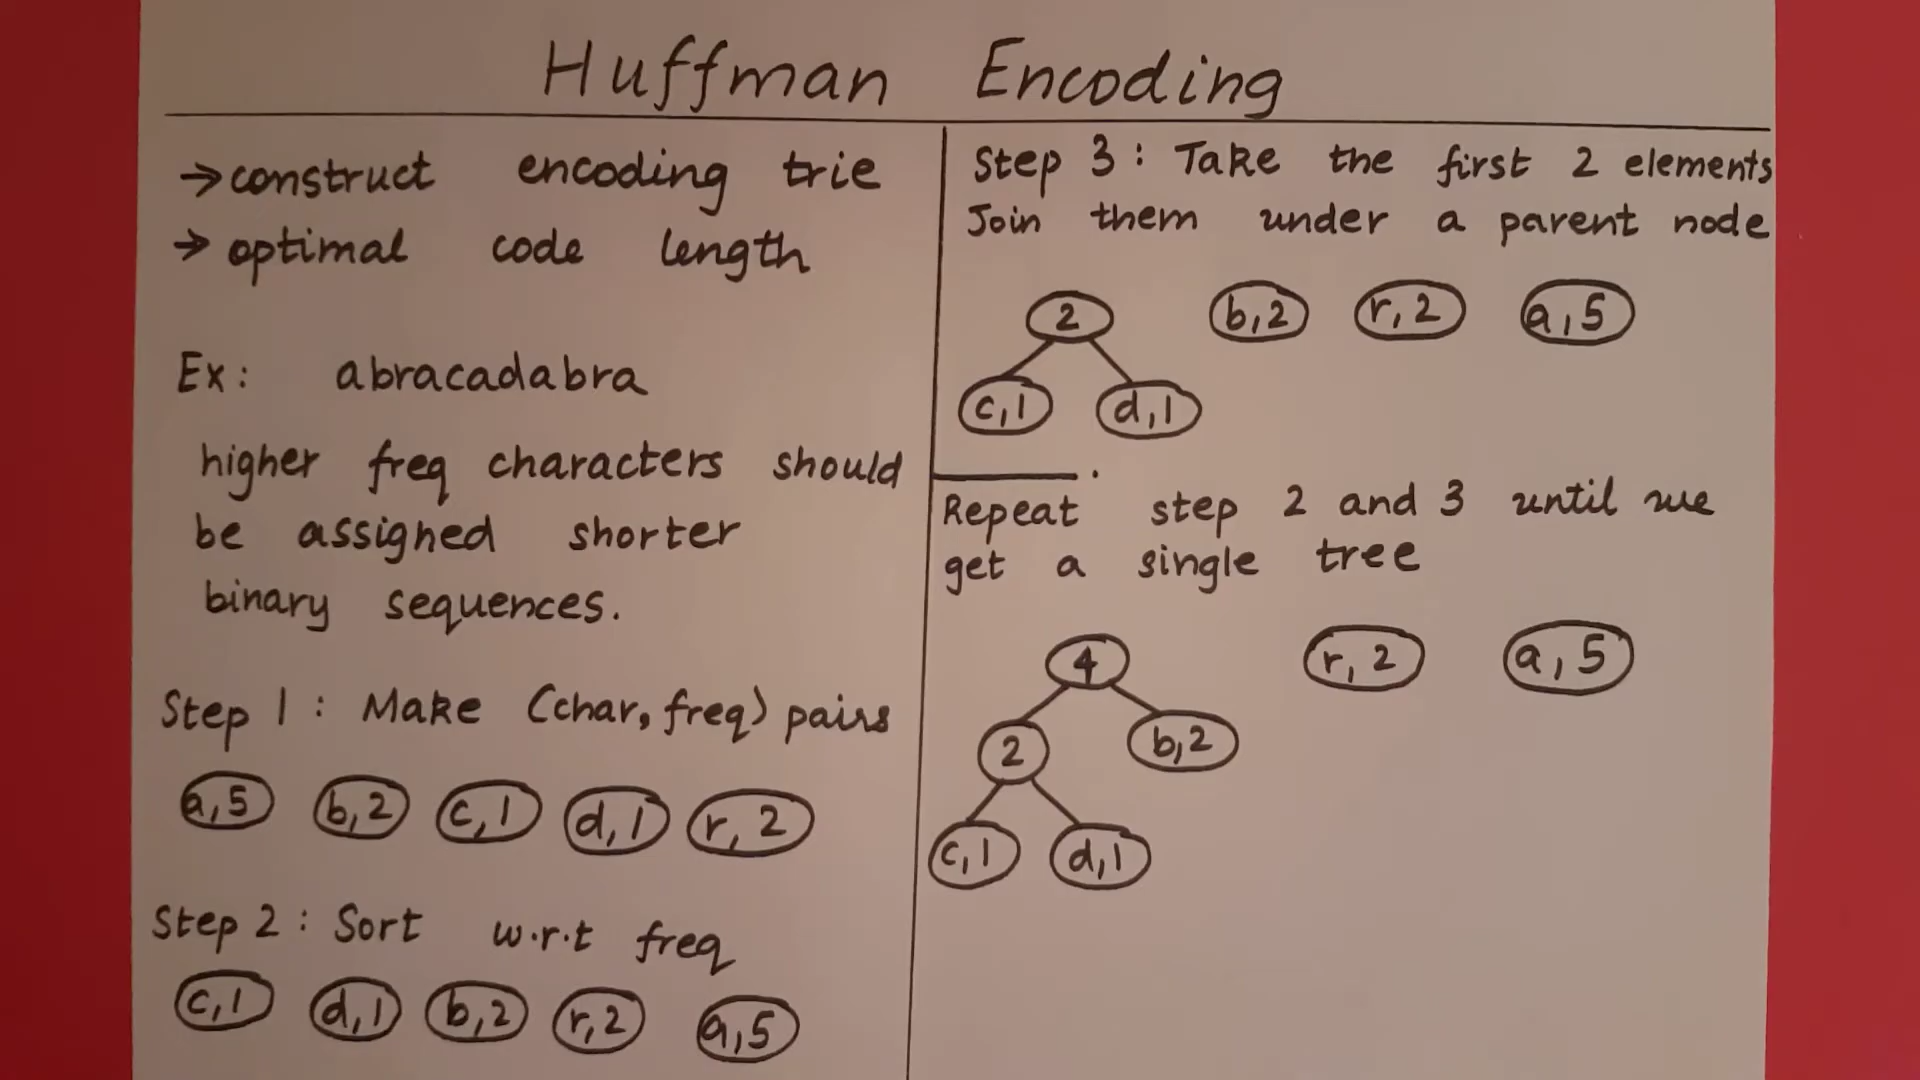 Huffman Encoding
→ construct encoding trie
→ optimal code length
Ex: abracadabra
higher freq characters should
be assigned shorter
binary sequences.
Step 1: Make (char, freq) pairs
a,5 b,2 c,1 d,1 r,2
Step 2: Sort w.r.t freq
c,1 d,1 b,2 r,2 a,5
Step 3: Take the first 2 elements
Join them under a parent node
2 b,2 r,2 a,5
c,1 d,1
Repeat step 2 and 3 until we
get a single tree
4 r,2 a,5
2 b,2
c,1 d,1